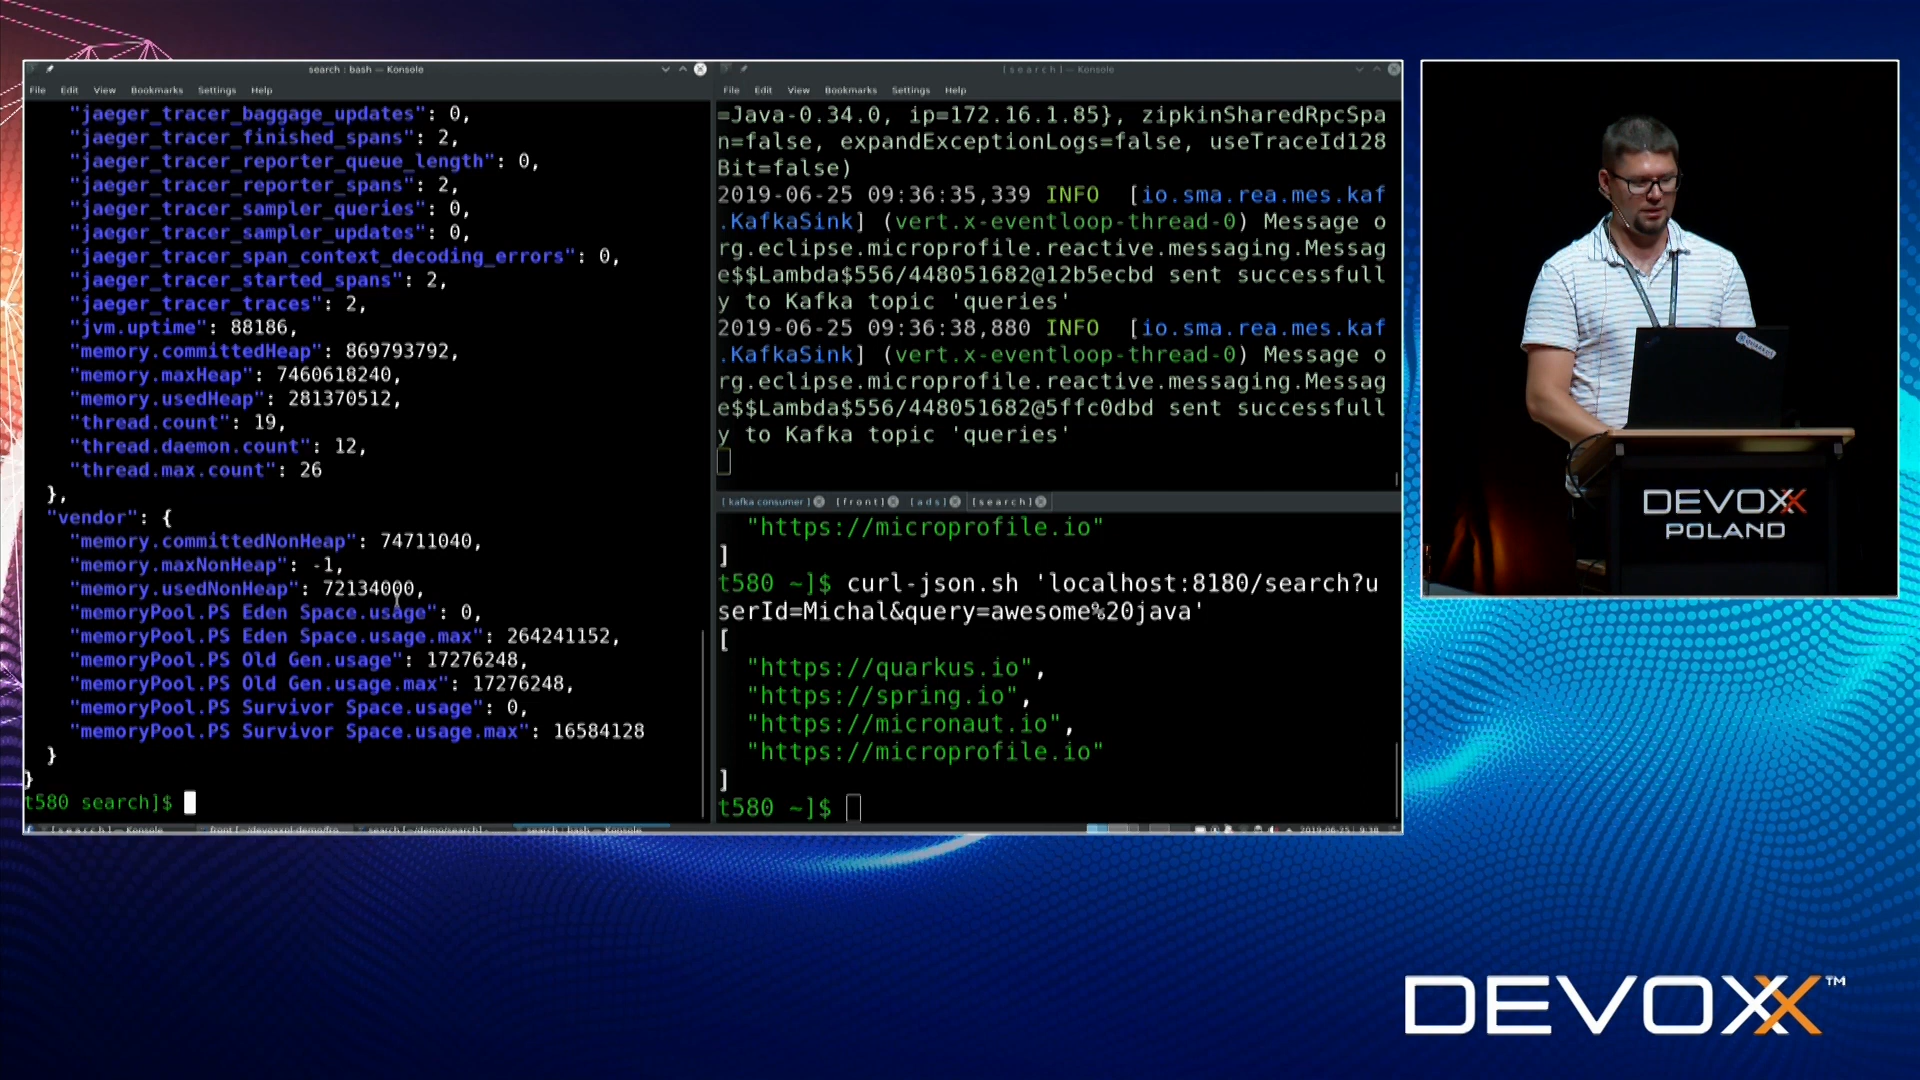 search : bash — Konsole
File Edit View Bookmarks Settings Help
"jaeger_tracer_baggage_updates": 0,
"jaeger_tracer_finished_spans": 2,
"jaeger_tracer_reporter_queue_length": 0,
"jaeger_tracer_reporter_spans": 2,
"jaeger_tracer_sampler_queries": 0,
"jaeger_tracer_sampler_updates": 0,
"jaeger_tracer_span_context_decoding_errors": 0,
"jaeger_tracer_started_spans": 2,
"jaeger_tracer_traces": 2,
"jvm.uptime": 88186,
"memory.committedHeap": 869793792,
"memory.maxHeap": 7460618240,
"memory.usedHeap": 281370512,
"thread.count": 19,
"thread.daemon.count": 12,
"thread.max.count": 26
},
"vendor": {
"memory.committedNonHeap": 74711040,
"memory.maxNonHeap": -1,
"memory.usedNonHeap": 72134000,
"memoryPool.PS Eden Space.usage": 0,
"memoryPool.PS Eden Space.usage.max": 264241152,
"memoryPool.PS Old Gen.usage": 17276248,
"memoryPool.PS Old Gen.usage.max": 17276248,
"memoryPool.PS Survivor Space.usage": 0,
"memoryPool.PS Survivor Space.usage.max": 16584128
}
}
t580 search]$
[search] — Konsole
File Edit View Bookmarks Settings Help
=Java-0.34.0, ip=172.16.1.85}, zipkinSharedRpcSpa
n=false, expandExceptionLogs=false, useTraceId128
Bit=false)
2019-06-25 09:36:35,339 INFO [io.sma.rea.mes.kaf
.KafkaSink] (vert.x-eventloop-thread-0) Message o
rg.eclipse.microprofile.reactive.messaging.Messag
e$$Lambda$556/448051682@12b5ecbd sent successfull
y to Kafka topic 'queries'
2019-06-25 09:36:38,880 INFO [io.sma.rea.mes.kaf
.KafkaSink] (vert.x-eventloop-thread-0) Message o
rg.eclipse.microprofile.reactive.messaging.Messag
e$$Lambda$556/448051682@5ffc0dbd sent successfull
y to Kafka topic 'queries'
[kafka consumer] [front] [ads] [search]
"https://microprofile.io"
]
t580 ~]$ curl-json.sh 'localhost:8180/search?u
serId=Michal&query=awesome%20java'
[
"https://quarkus.io",
"https://spring.io",
"https://micronaut.io",
"https://microprofile.io"
]
t580 ~]$
QUARKUS
DEVOXX
POLAND
DEVOXX™